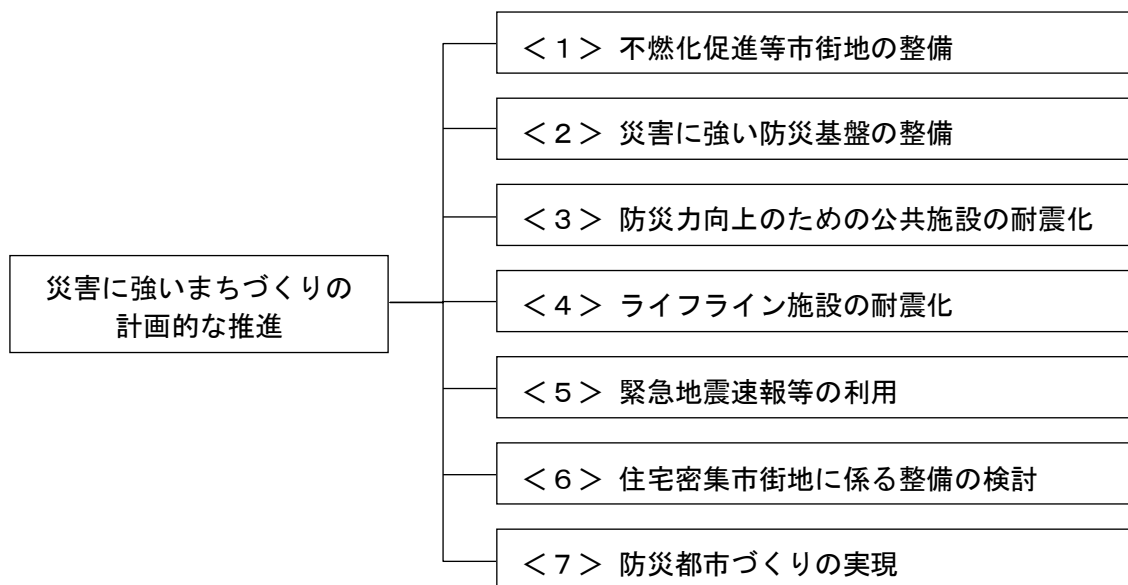 ＜１＞ 不燃化促進等市街地の整備
＜２＞ 災害に強い防災基盤の整備
＜３＞ 防災力向上のための公共施設の耐震化
災害に強いまちづくりの
計画的な推進
＜４＞ ライフライン施設の耐震化
＜５＞ 緊急地震速報等の利用
＜６＞ 住宅密集市街地に係る整備の検討
＜７＞ 防災都市づくりの実現